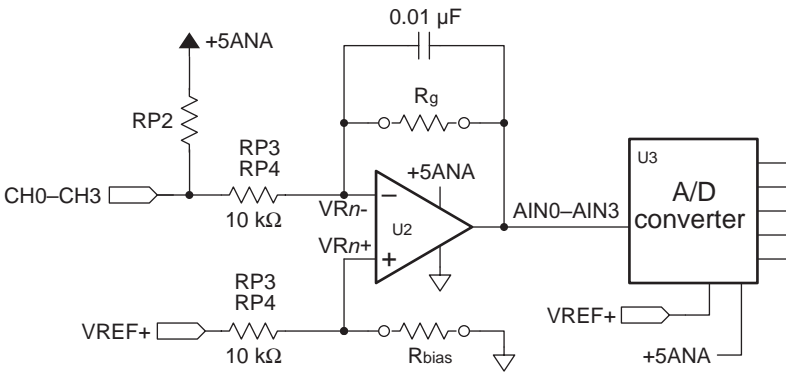 0.01 µF
+5ANA
Rg
RP2
RP3
RP4
+5ANA
U3
A/D
converter
CH0–CH3
10 kΩ
VRn-
–
U2
AIN0–AIN3
VRn+
+
RP3
RP4
VREF+
VREF+
10 kΩ
Rbias
+5ANA